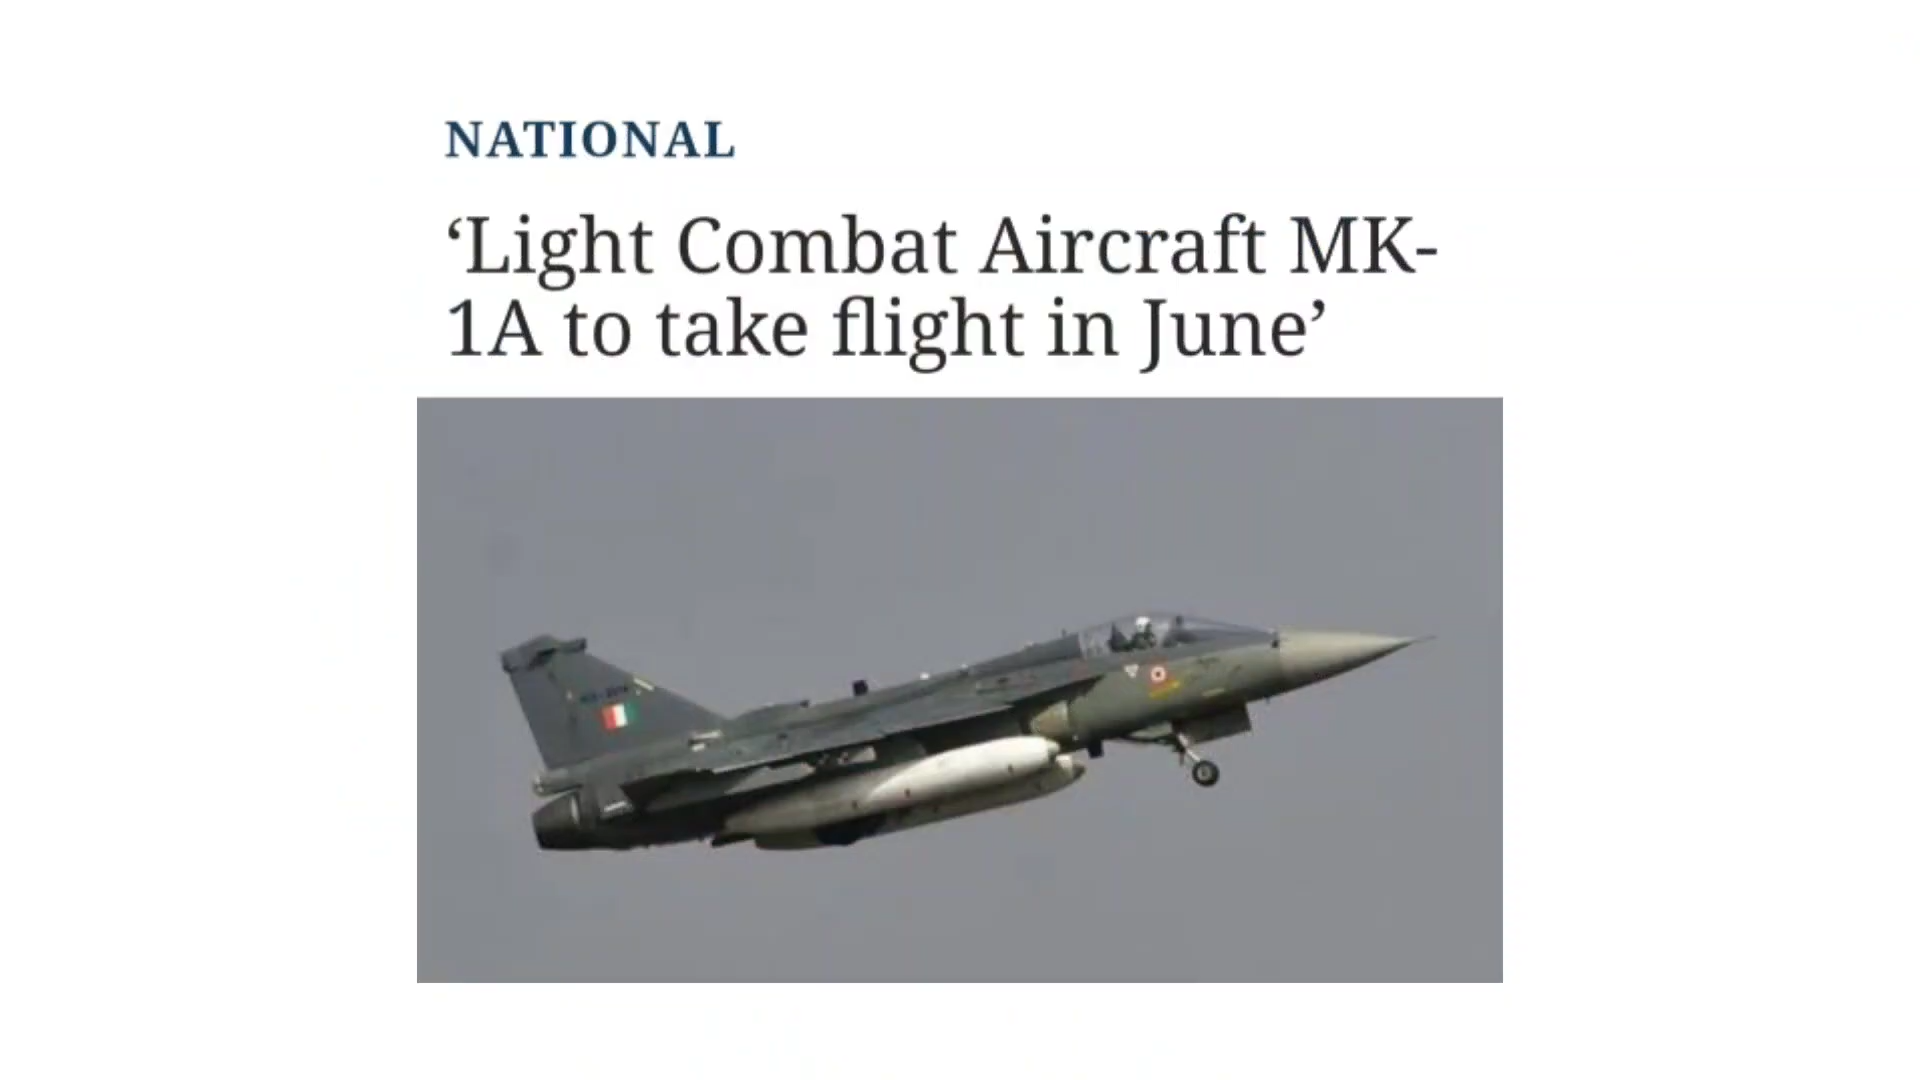 NATIONAL
‘Light Combat Aircraft MK-
1A to take flight in June’